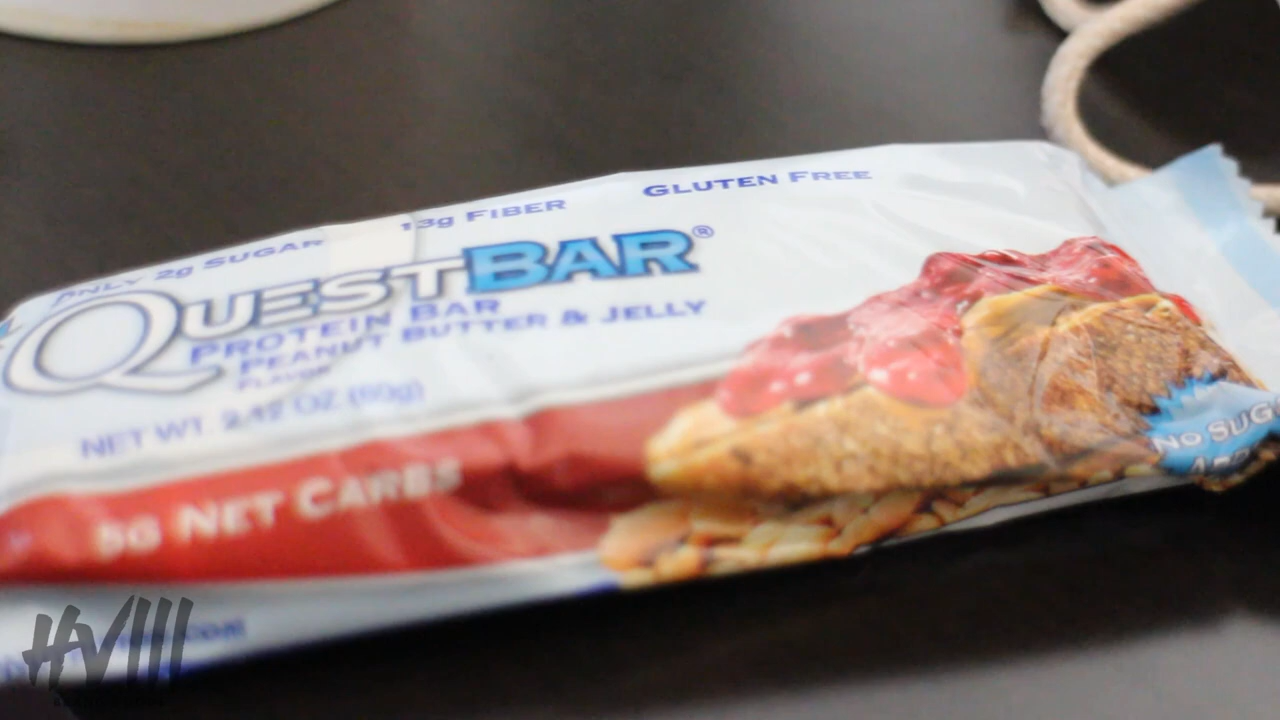 ONLY 2g SUGAR 13g FIBER GLUTEN FREE
QUESTBAR®
PROTEIN BAR
PEANUT BUTTER & JELLY
FLAVOR
NET WT. 2.12 OZ (60g)
5G NET CARBS
NO SUG
HVIII